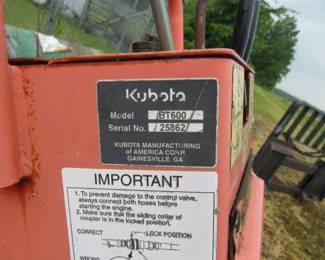 Kubota
Model BT600
Serial No. 25862
KUBOTA MANUFACTURING
of AMERICA CORP.
GAINESVILLE, GA
IMPORTANT
1. To prevent damage to the control valve,
always connect both hoses before
starting the engine.
2. Make sure that the sliding collar of
coupler is in the locked position.
CORRECT LOCK POSITION
WRONG